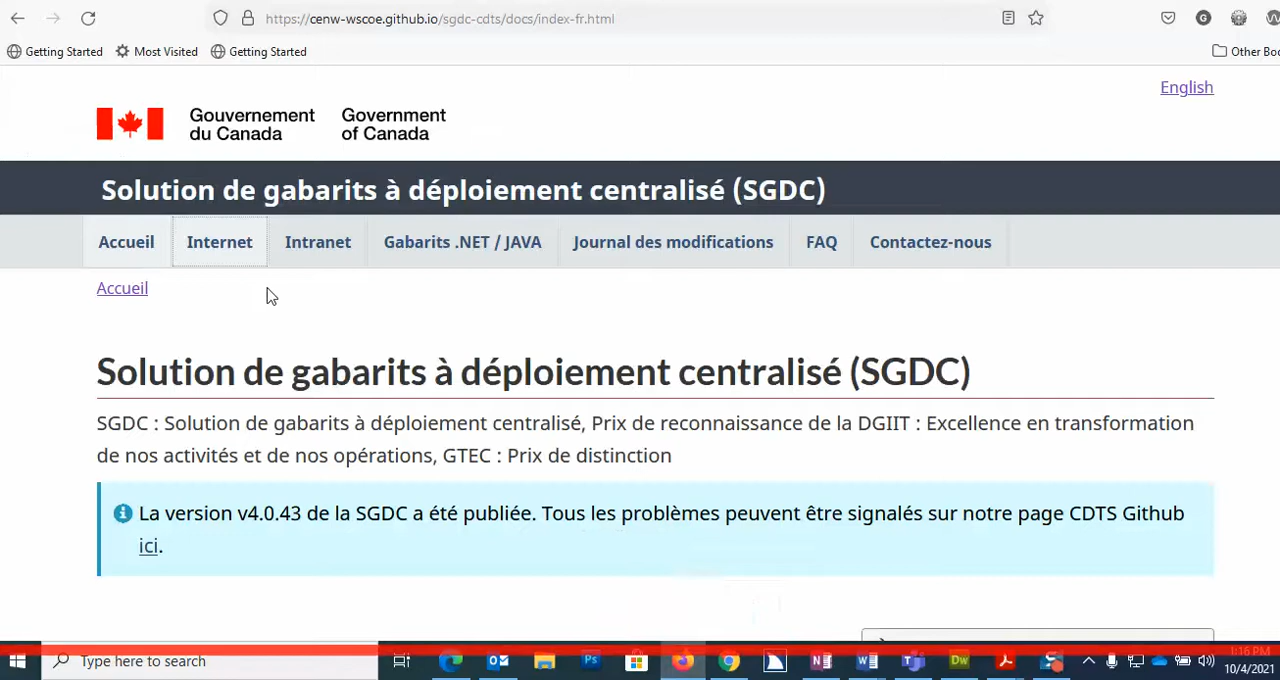 https://cenw-wscoe.github.io/sgdc-cdts/docs/index-fr.html
Getting Started Most Visited Getting Started Other Boo
English
Gouvernement Government
du Canada of Canada
Solution de gabarits à déploiement centralisé (SGDC)
Accueil Internet Intranet Gabarits .NET / JAVA Journal des modifications FAQ Contactez-nous
Accueil
Solution de gabarits à déploiement centralisé (SGDC)
SGDC : Solution de gabarits à déploiement centralisé, Prix de reconnaissance de la DGIIT : Excellence en transformation
de nos activités et de nos opérations, GTEC : Prix de distinction
La version v4.0.43 de la SGDC a été publiée. Tous les problèmes peuvent être signalés sur notre page CDTS Github
ici.
Type here to search
1:16 PM
10/4/2021